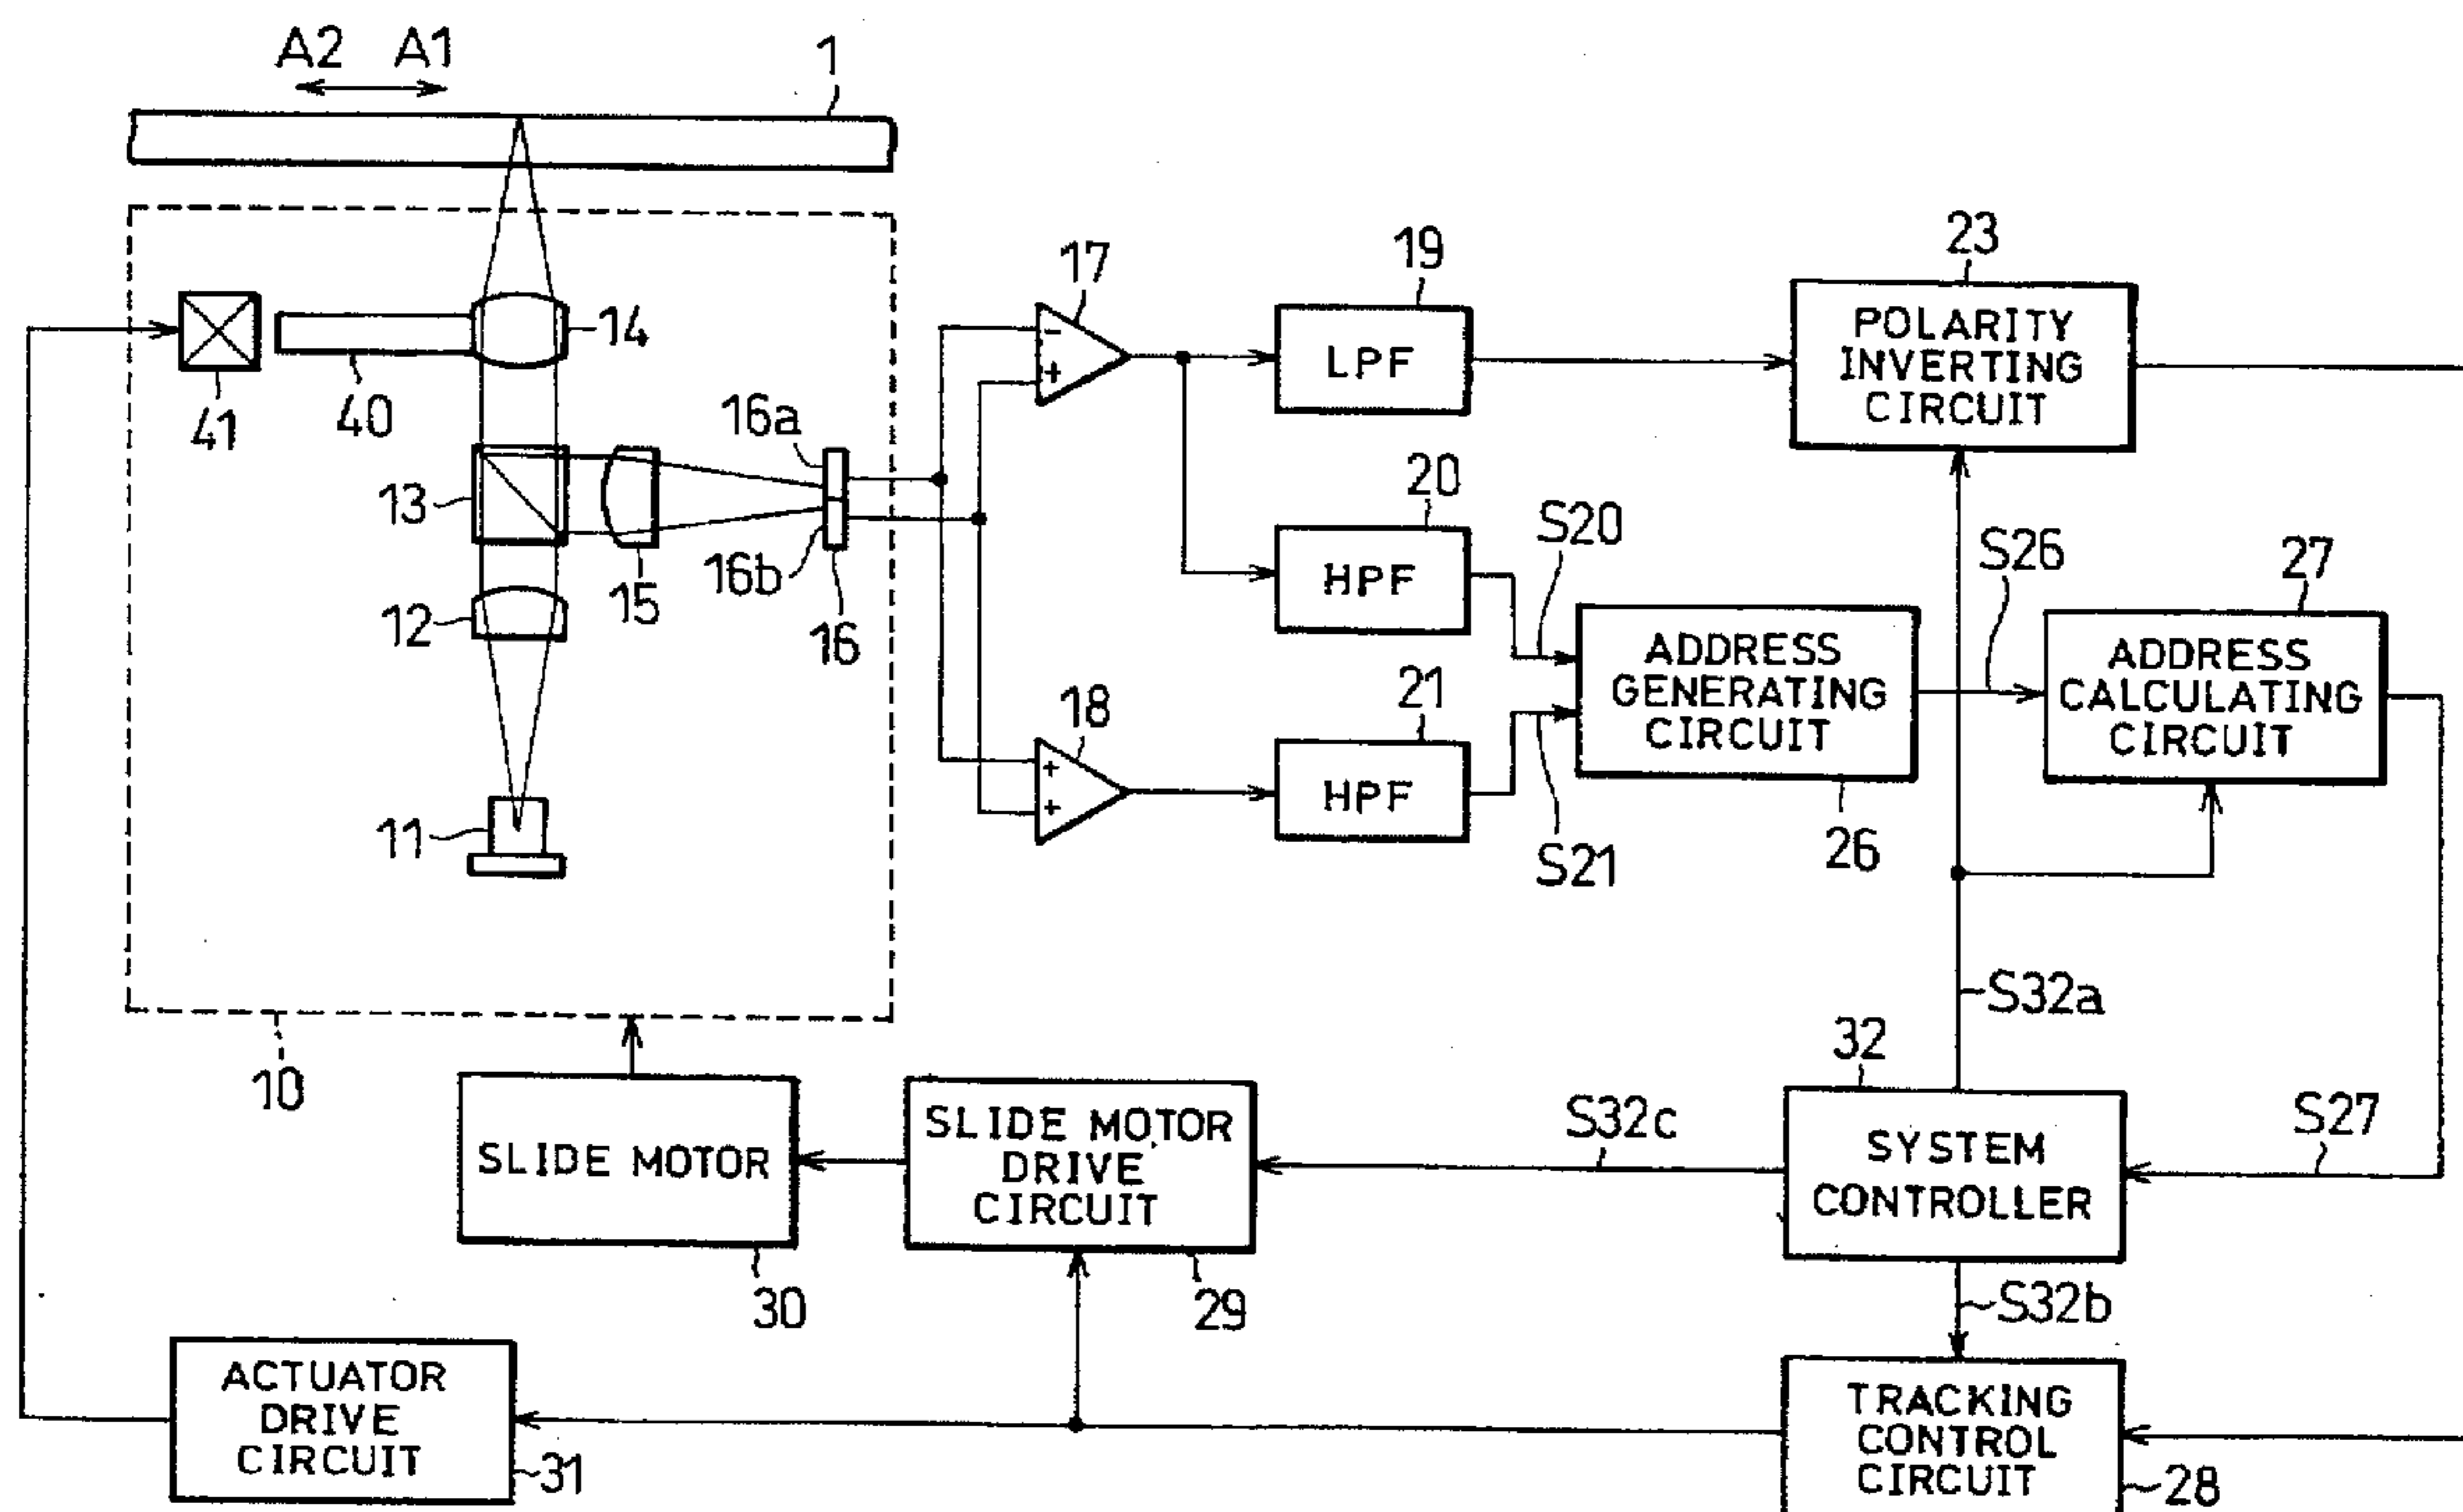 A2 A1
1
23
17
19
POLARITY
INVERTING
CIRCUIT
14
LPF
41
40
16a
13
20
S20
S26
27
HPF
16b
15
12
16
ADDRESS
GENERATING
CIRCUIT
ADDRESS
CALCULATING
CIRCUIT
21
18
HPF
11
S21
26
S32a
32
10
S32c
S27
SLIDE MOTOR
SLIDE MOTOR
DRIVE
CIRCUIT
SYSTEM
CONTROLLER
30
29
S32b
ACTUATOR
DRIVE
CIRCUIT
31
TRACKING
CONTROL
CIRCUIT
28
- +
+ +